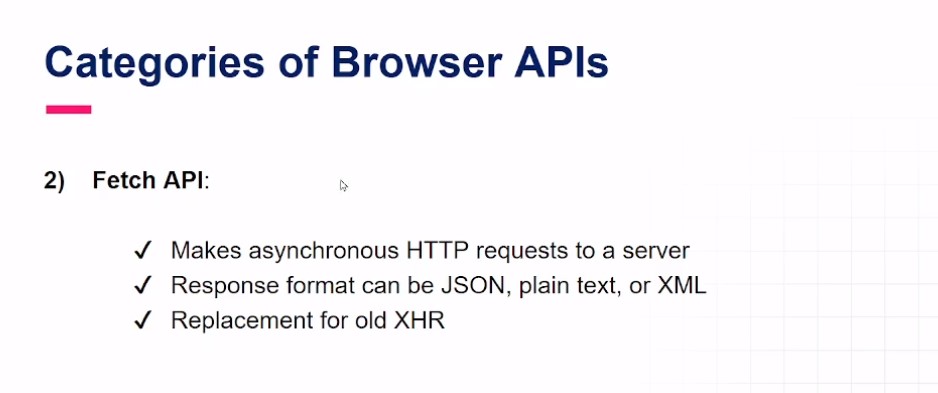 Categories of Browser APIs
2) Fetch API:
✓ Makes asynchronous HTTP requests to a server
✓ Response format can be JSON, plain text, or XML
✓ Replacement for old XHR